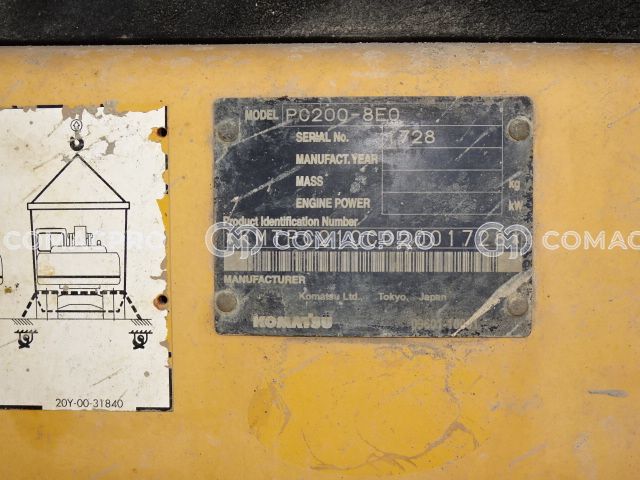 MODEL PC200-8E0
SERIAL No. 1728
MANUFACT. YEAR
MASS kg
ENGINE POWER kW
Product Identification Number
MANUFACTURER
Komatsu Ltd., Tokyo, Japan
KOMATSU
20Y-00-31840
COMACPRO COMACPRO COMACPRO